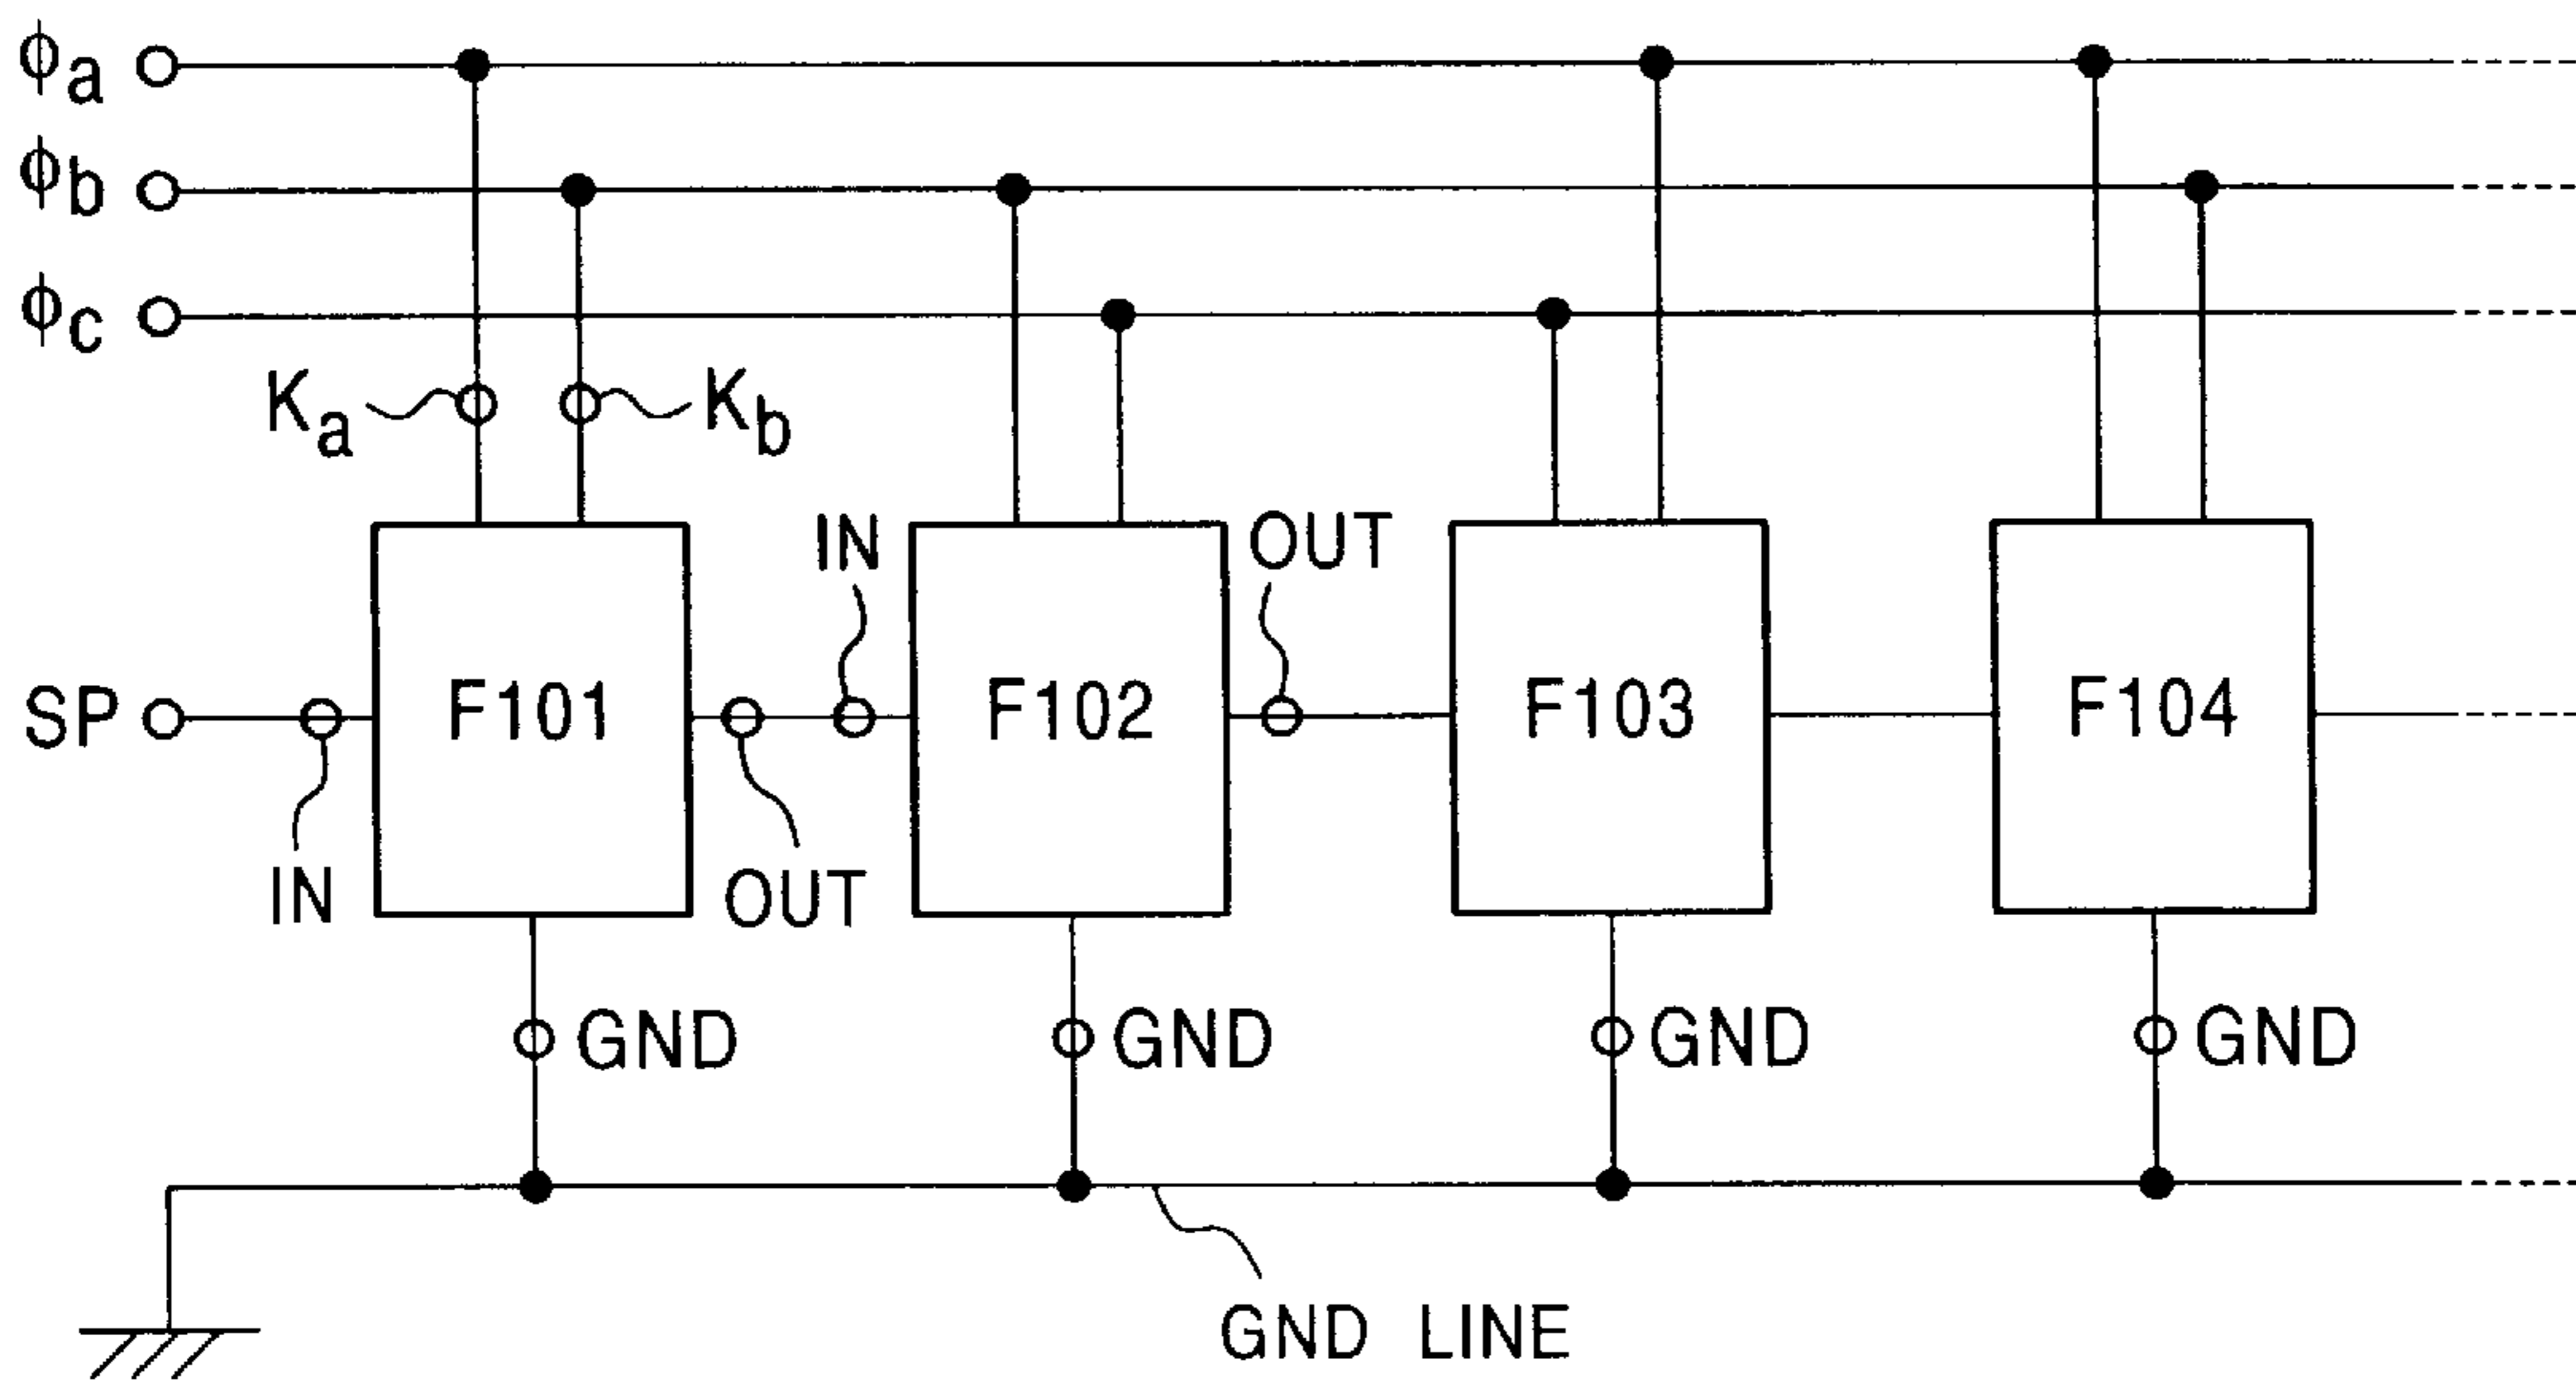 ϕa
ϕb
ϕc
Ka Kb
IN OUT
SP F101 F102 F103 F104
IN OUT
GND GND GND GND
GND LINE